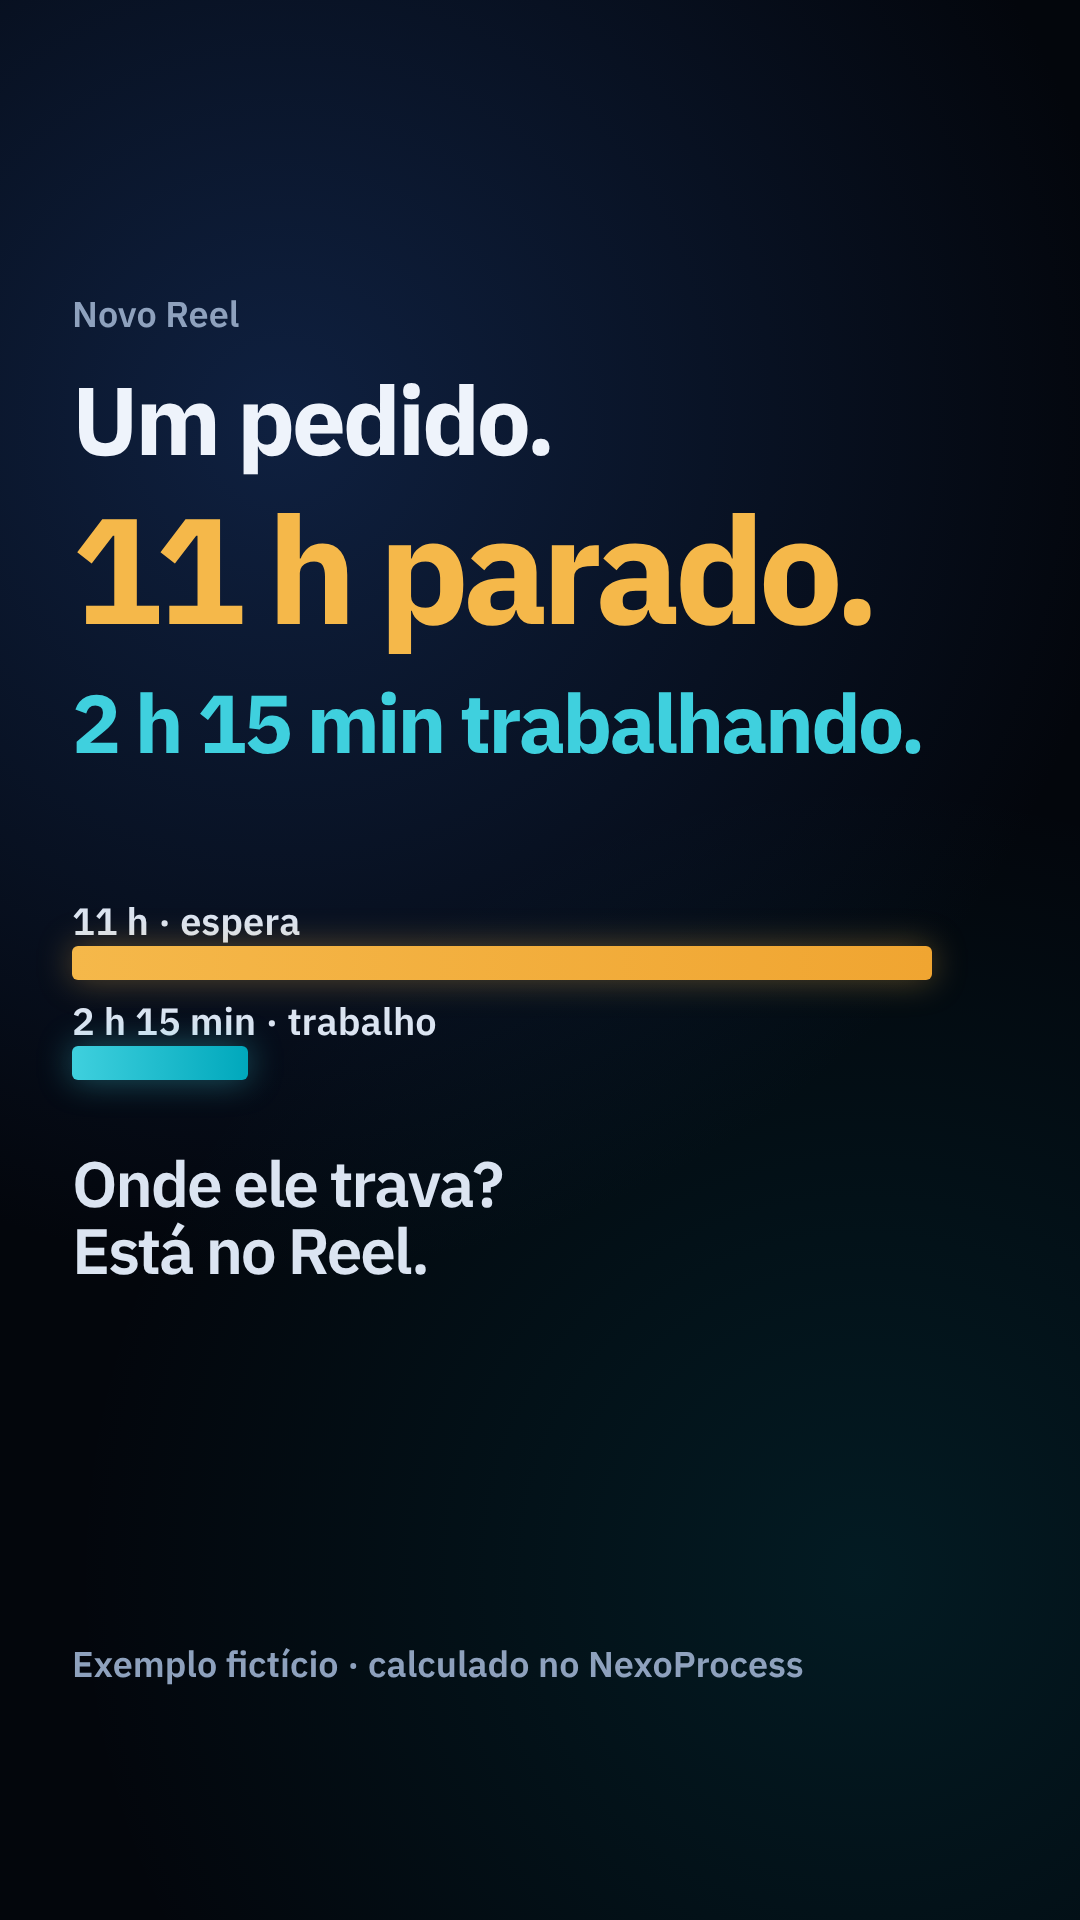 Novo Reel
Um pedido.
11 h parado.
2 h 15 min trabalhando.
11 h · espera
2 h 15 min · trabalho
Onde ele trava?
Está no Reel.
Exemplo fictício · calculado no NexoProcess